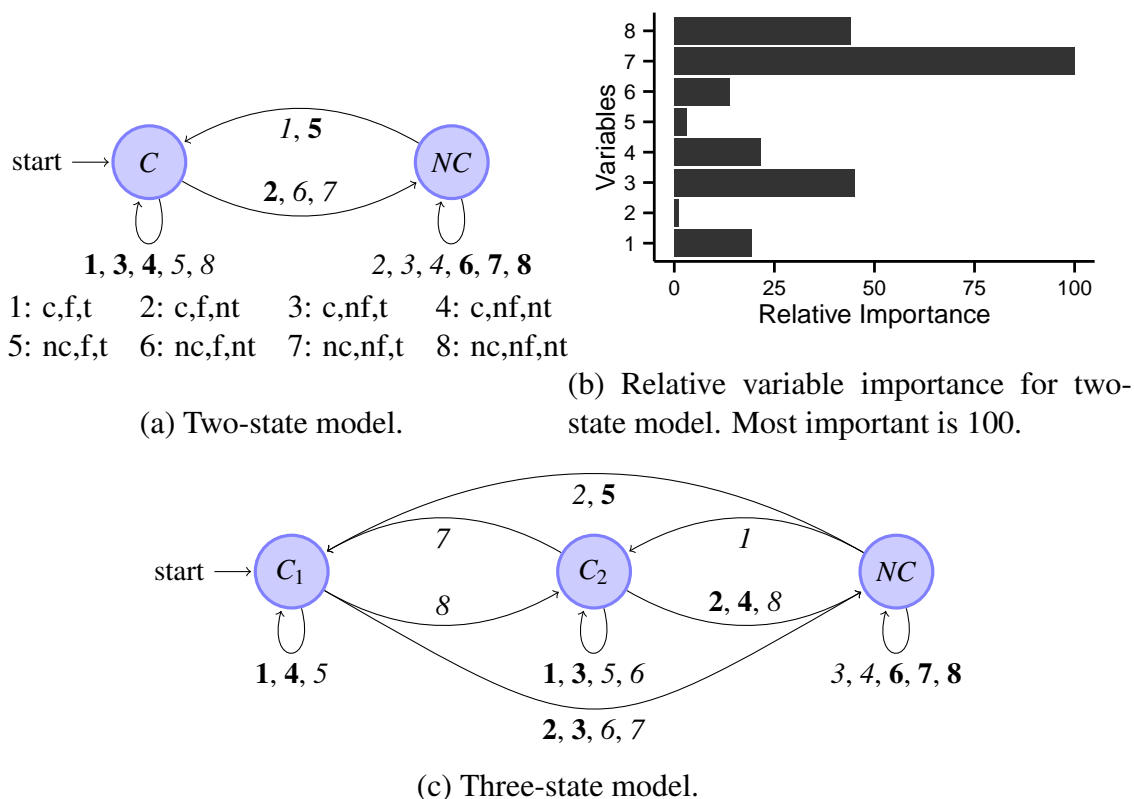 start
C
NC
1, 5
2, 6, 7
1, 3, 4, 5, 8
2, 3, 4, 6, 7, 8
1: c,f,t 2: c,f,nt 3: c,nf,t 4: c,nf,nt
5: nc,f,t 6: nc,f,nt 7: nc,nf,t 8: nc,nf,nt
(a) Two-state model.
Variables
8
7
6
5
4
3
2
1
0 25 50 75 100
Relative Importance
(b) Relative variable importance for two-
state model. Most important is 100.
2, 5
7
1
start
C1
C2
NC
8
2, 4, 8
1, 4, 5
1, 3, 5, 6
3, 4, 6, 7, 8
2, 3, 6, 7
(c) Three-state model.